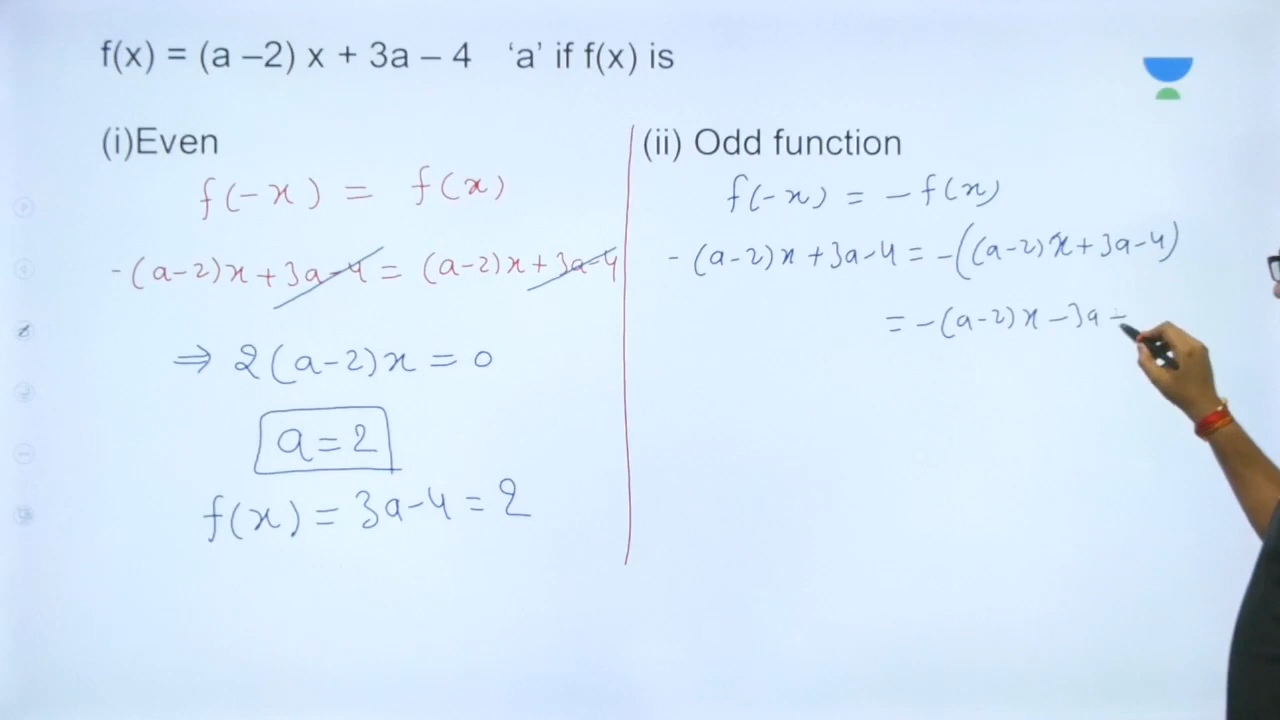 f(x) = (a –2) x + 3a – 4 ‘a’ if f(x) is
(i)Even
f(-x) = f(x)
-(a-2)x + 3a-4 = (a-2)x + 3a-4
⇒ 2(a-2)x = 0
a=2
f(x) = 3a-4 = 2
(ii) Odd function
f(-x) = -f(x)
-(a-2)x + 3a-4 = -((a-2)x + 3a-4)
= -(a-2)x - 3a -